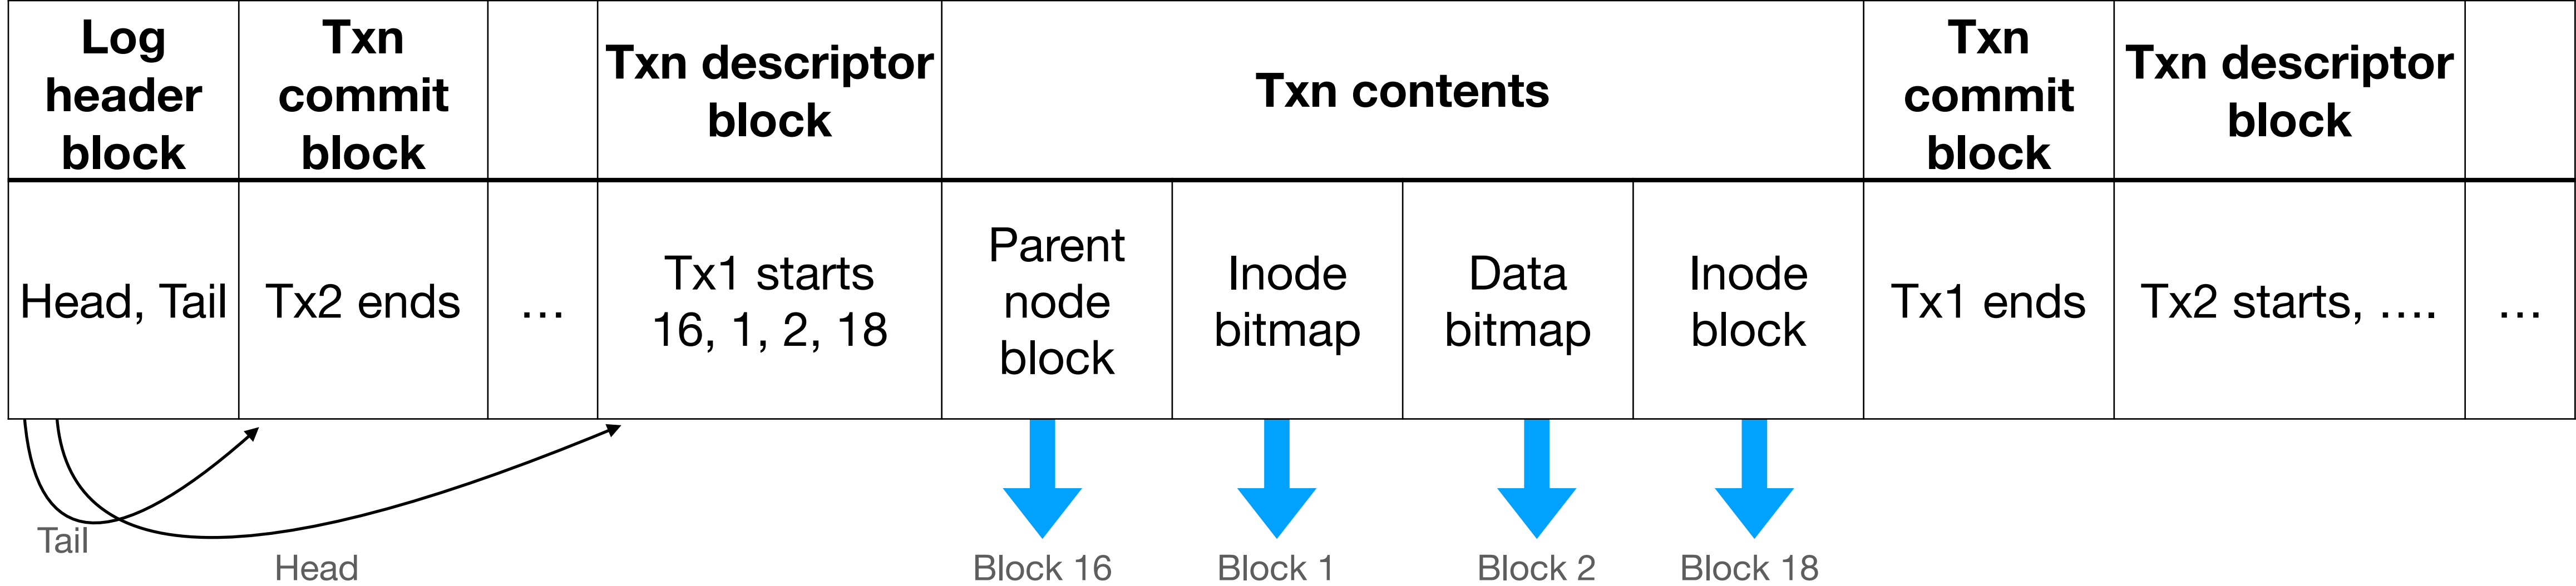 Log
header
block
Txn
commit
block
Txn descriptor
block
Txn contents
Txn
commit
block
Txn descriptor
block
Head, Tail
Tx2 ends
...
Tx1 starts
16, 1, 2, 18
Parent
node
block
Inode
bitmap
Data
bitmap
Inode
block
Tx1 ends
Tx2 starts, ....
...
Tail
Head
Block 16
Block 1
Block 2
Block 18